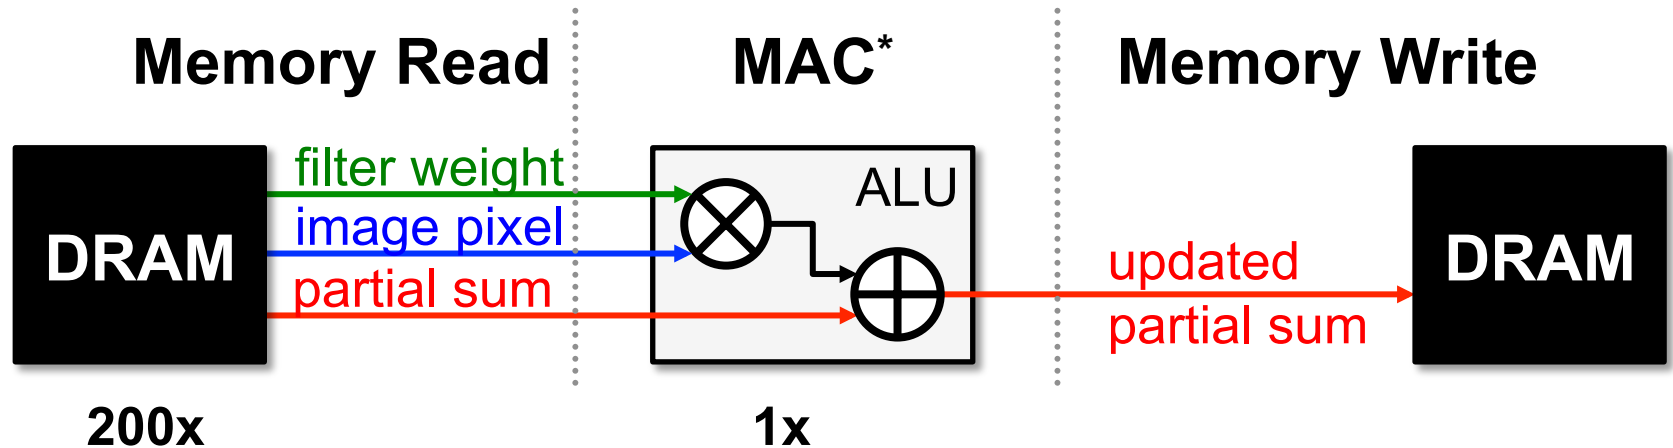 Memory Read
MAC*
Memory Write
DRAM
filter weight
image pixel
partial sum
ALU
updated
partial sum
DRAM
200x
1x